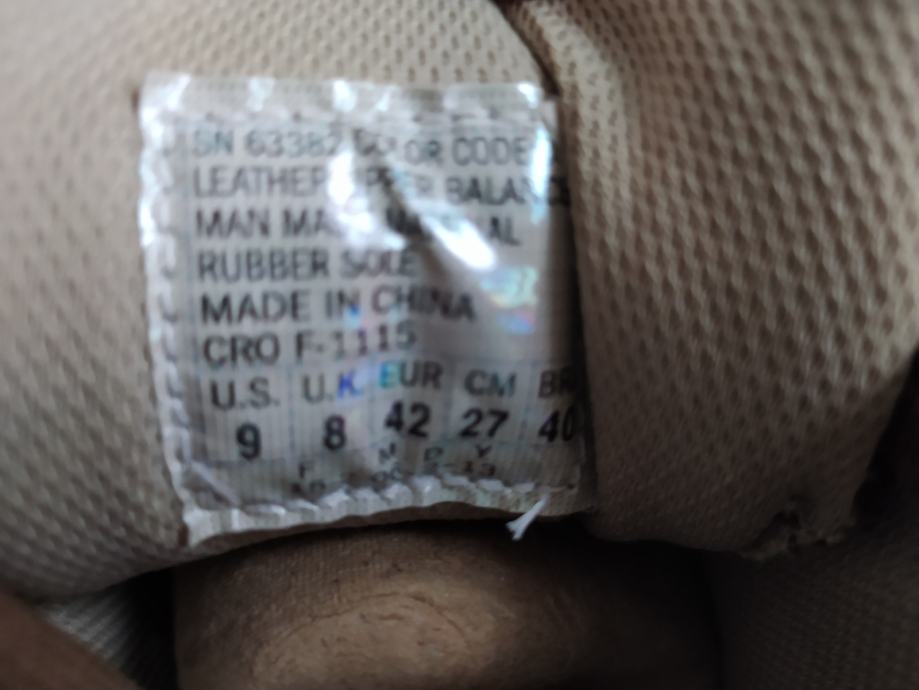 SN 63382 COLOR CODE
LEATHER UPPER BALANCE
MAN MADE MATERIAL
RUBBER SOLE
MADE IN CHINA
CRO F-1115
U.S. U.K. EUR CM BR
9 8 42 27 40
F M D Y